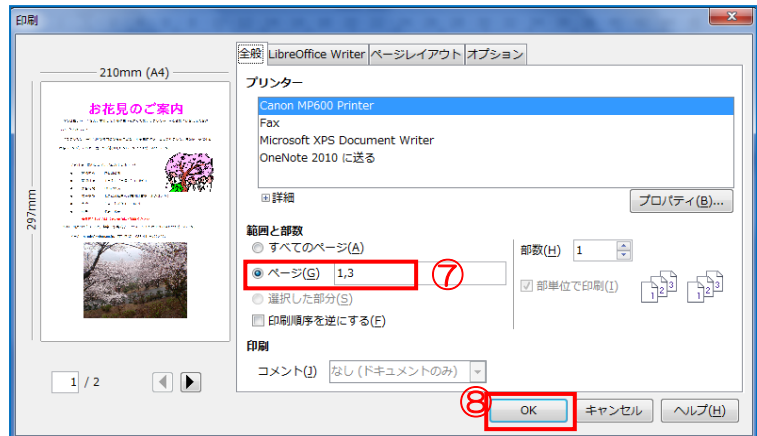 印刷
全般 LibreOffice Writer ページレイアウト オプション
210mm (A4)
297mm
お花見のご案内
1 / 2
プリンター
Canon MP600 Printer
Fax
Microsoft XPS Document Writer
OneNote 2010 に送る
詳細
プロパティ(B)...
範囲と部数
すべてのページ(A)
ページ(G) 1,3 ⑦
選択した部分(S)
印刷順序を逆にする(E)
部数(H) 1
部単位で印刷(I) 1 2 3 1 2 3
印刷
コメント(J) なし (ドキュメントのみ)
⑧ OK キャンセル ヘルプ(H)